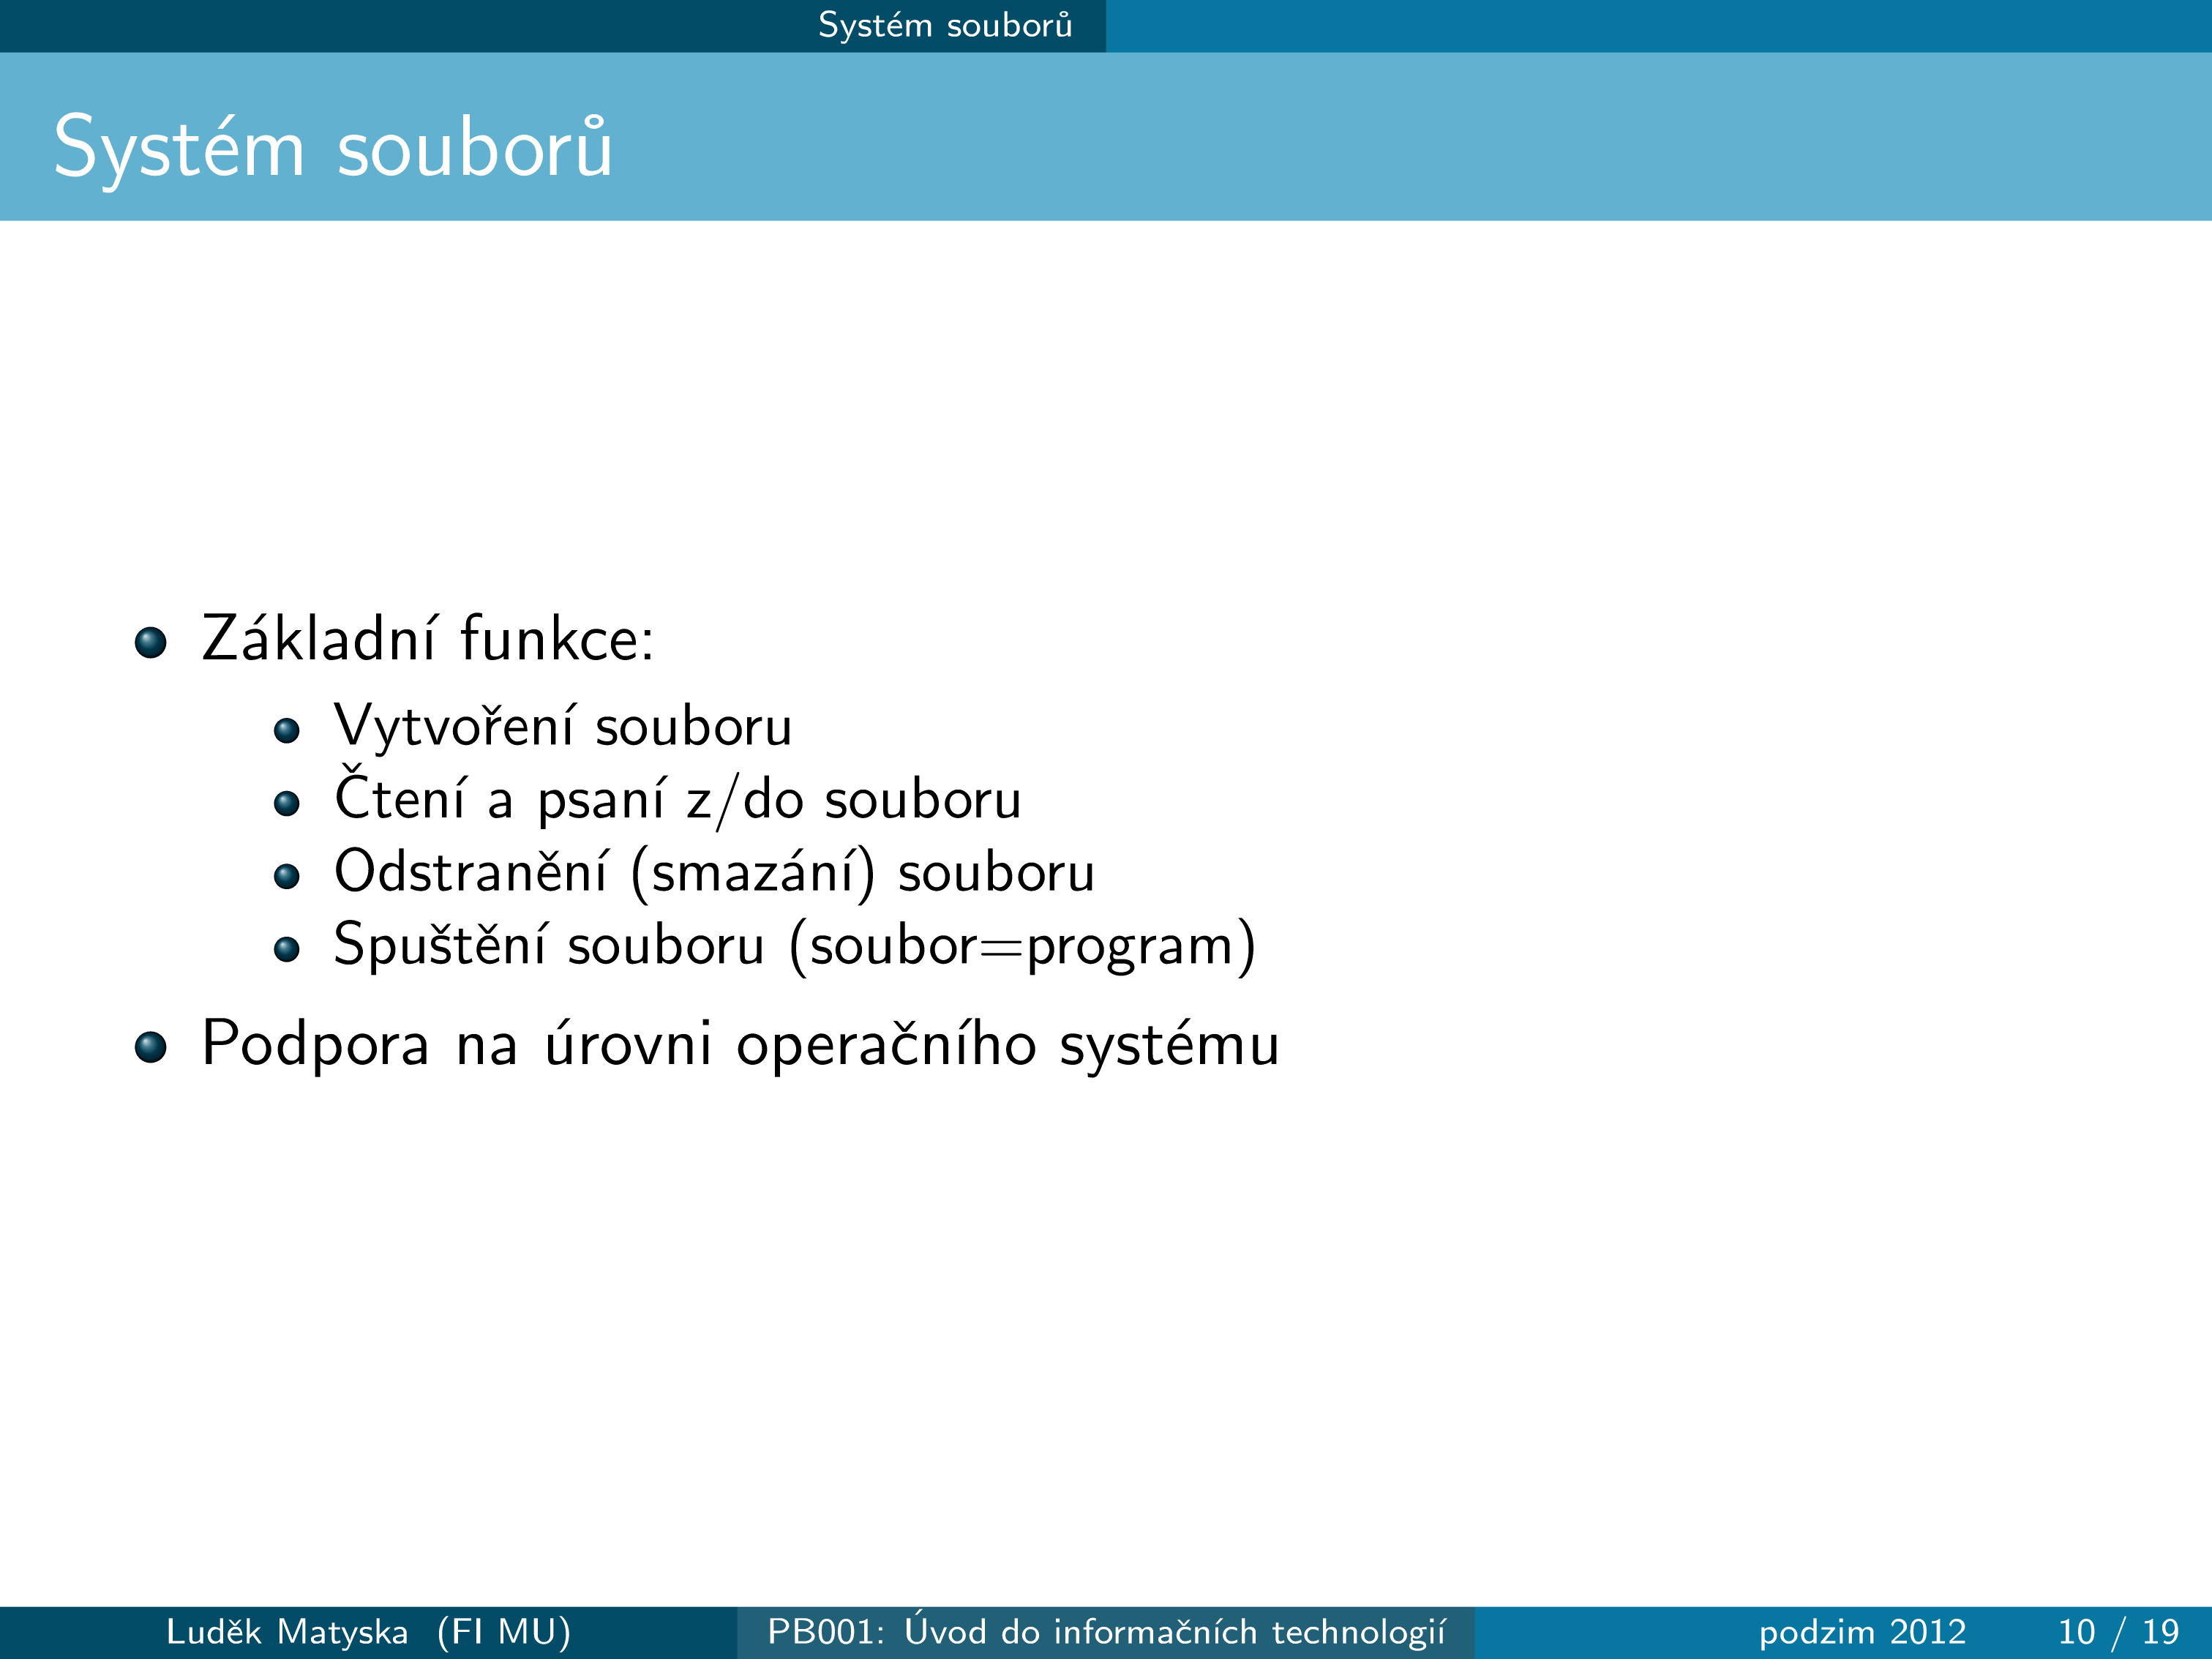 Systém souborů
Systém souborů
Základní funkce:
Vytvoření souboru
Čtení a psaní z/do souboru
Odstranění (smazání) souboru
Spuštění souboru (soubor=program)
Podpora na úrovni operačního systému
Luděk Matyska (FI MU) PB001: Úvod do informačních technologií podzim 2012 10 / 19